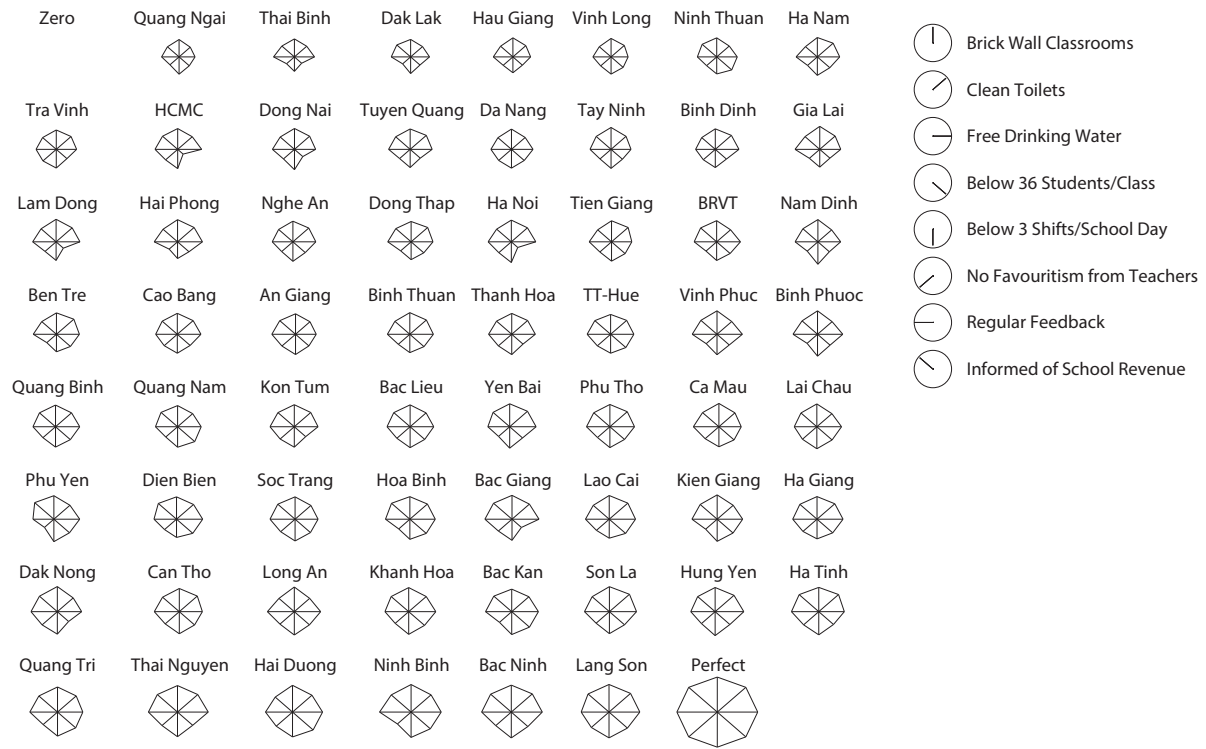 Zero Quang Ngai Thai Binh Dak Lak Hau Giang Vinh Long Ninh Thuan Ha Nam
Tra Vinh HCMC Dong Nai Tuyen Quang Da Nang Tay Ninh Binh Dinh Gia Lai
Lam Dong Hai Phong Nghe An Dong Thap Ha Noi Tien Giang BRVT Nam Dinh
Ben Tre Cao Bang An Giang Binh Thuan Thanh Hoa TT-Hue Vinh Phuc Binh Phuoc
Quang Binh Quang Nam Kon Tum Bac Lieu Yen Bai Phu Tho Ca Mau Lai Chau
Phu Yen Dien Bien Soc Trang Hoa Binh Bac Giang Lao Cai Kien Giang Ha Giang
Dak Nong Can Tho Long An Khanh Hoa Bac Kan Son La Hung Yen Ha Tinh
Quang Tri Thai Nguyen Hai Duong Ninh Binh Bac Ninh Lang Son Perfect
Brick Wall Classrooms
Clean Toilets
Free Drinking Water
Below 36 Students/Class
Below 3 Shifts/School Day
No Favouritism from Teachers
Regular Feedback
Informed of School Revenue